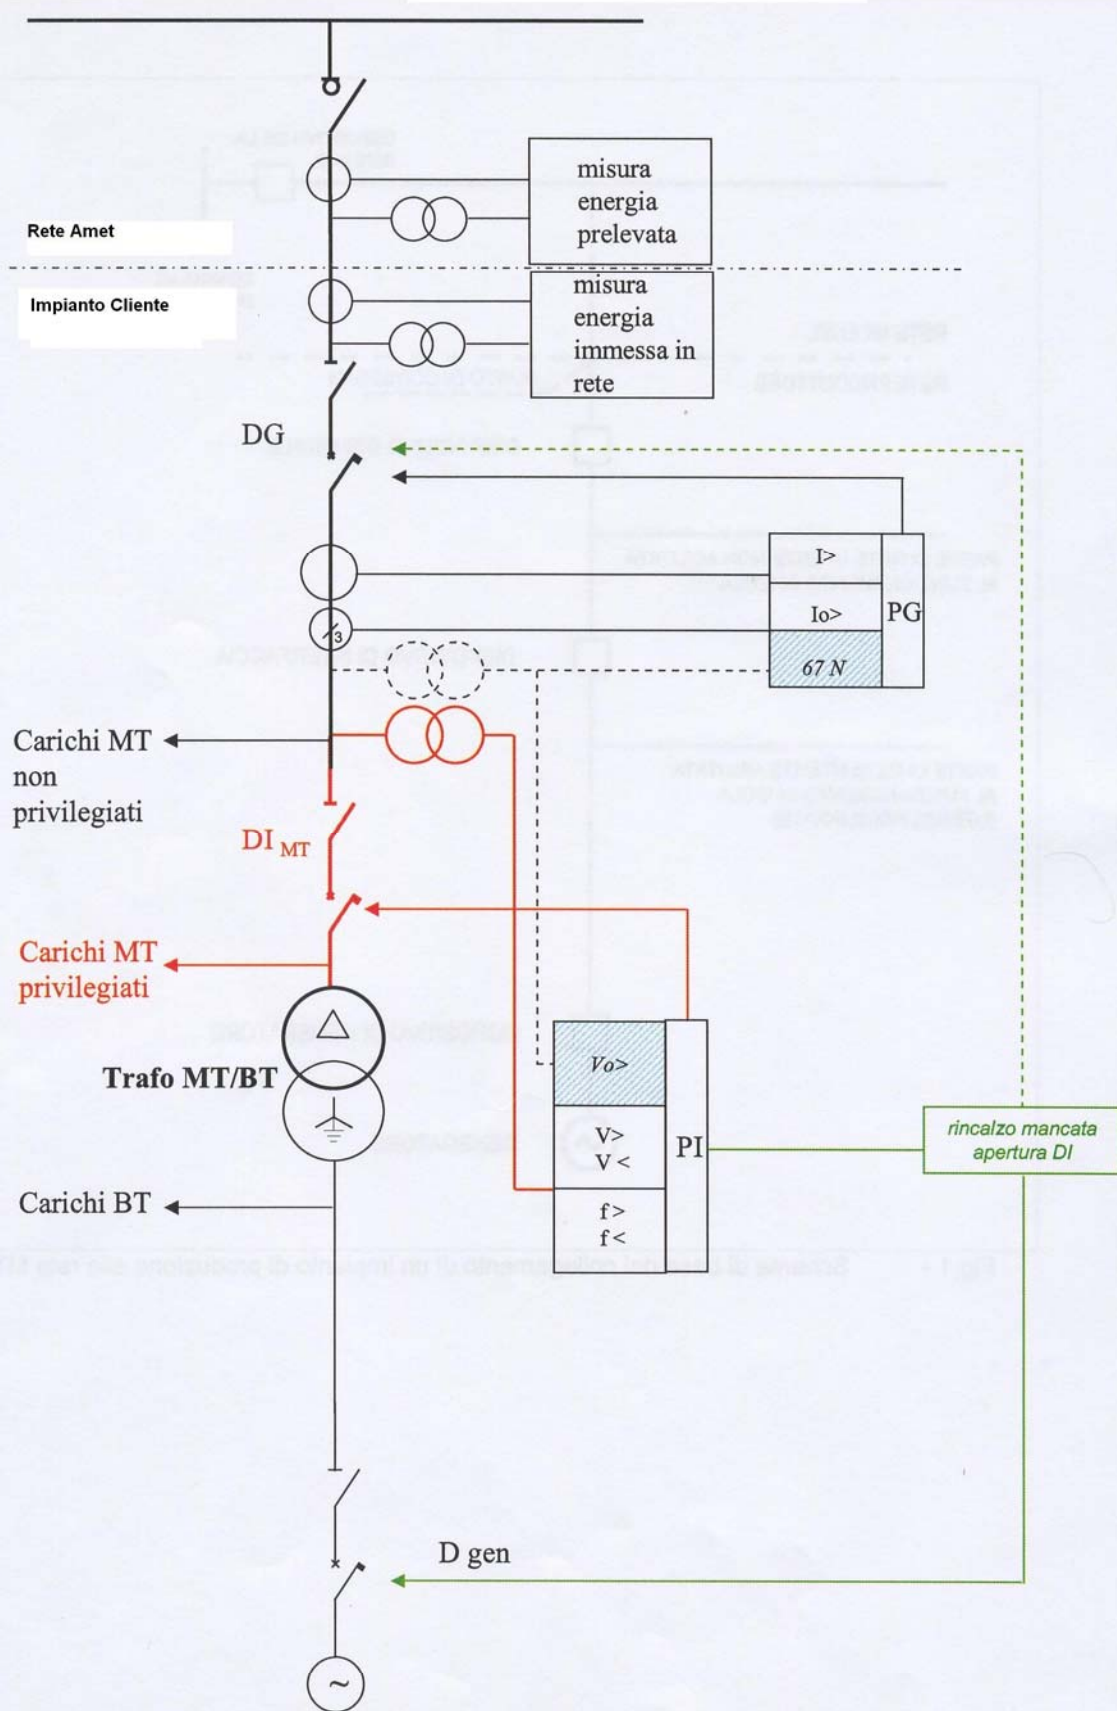 misura
energia
prelevata
Rete Amet
Impianto Cliente
misura
energia
immessa in
rete
DG
I>
Io>
PG
3
67 N
Carichi MT
non
privilegiati
DI MT
Carichi MT
privilegiati
Trafo MT/BT
Vo>
V>
V <
PI
f >
f <
rincalzo mancata
apertura DI
Carichi BT
D gen
~